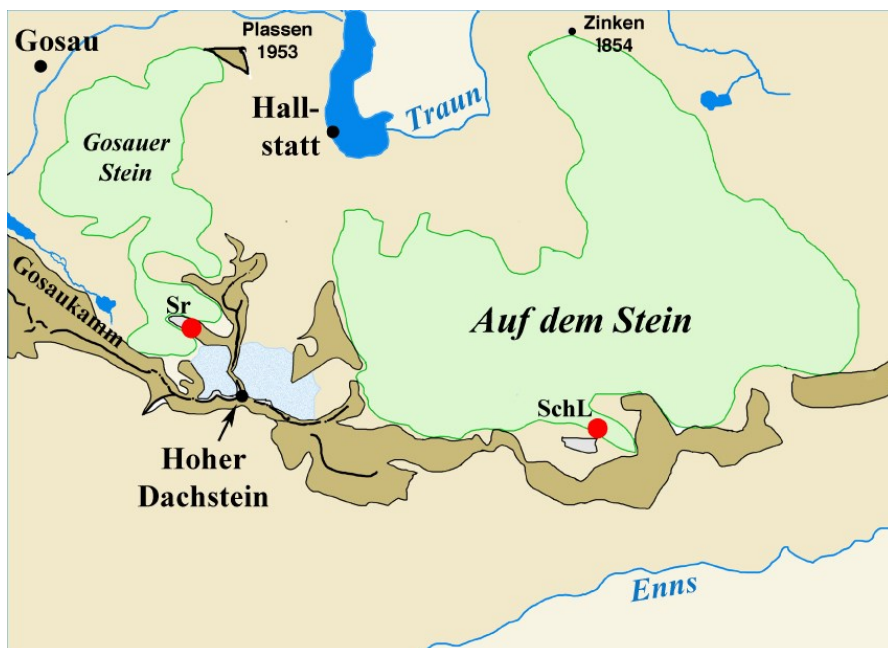 Gosau
Plassen
1953
Zinken
1854
Hall-
statt
Traun
Gosauer
Stein
Gosaukamm
Sr
Auf dem Stein
SchL
Hoher
Dachstein
Enns